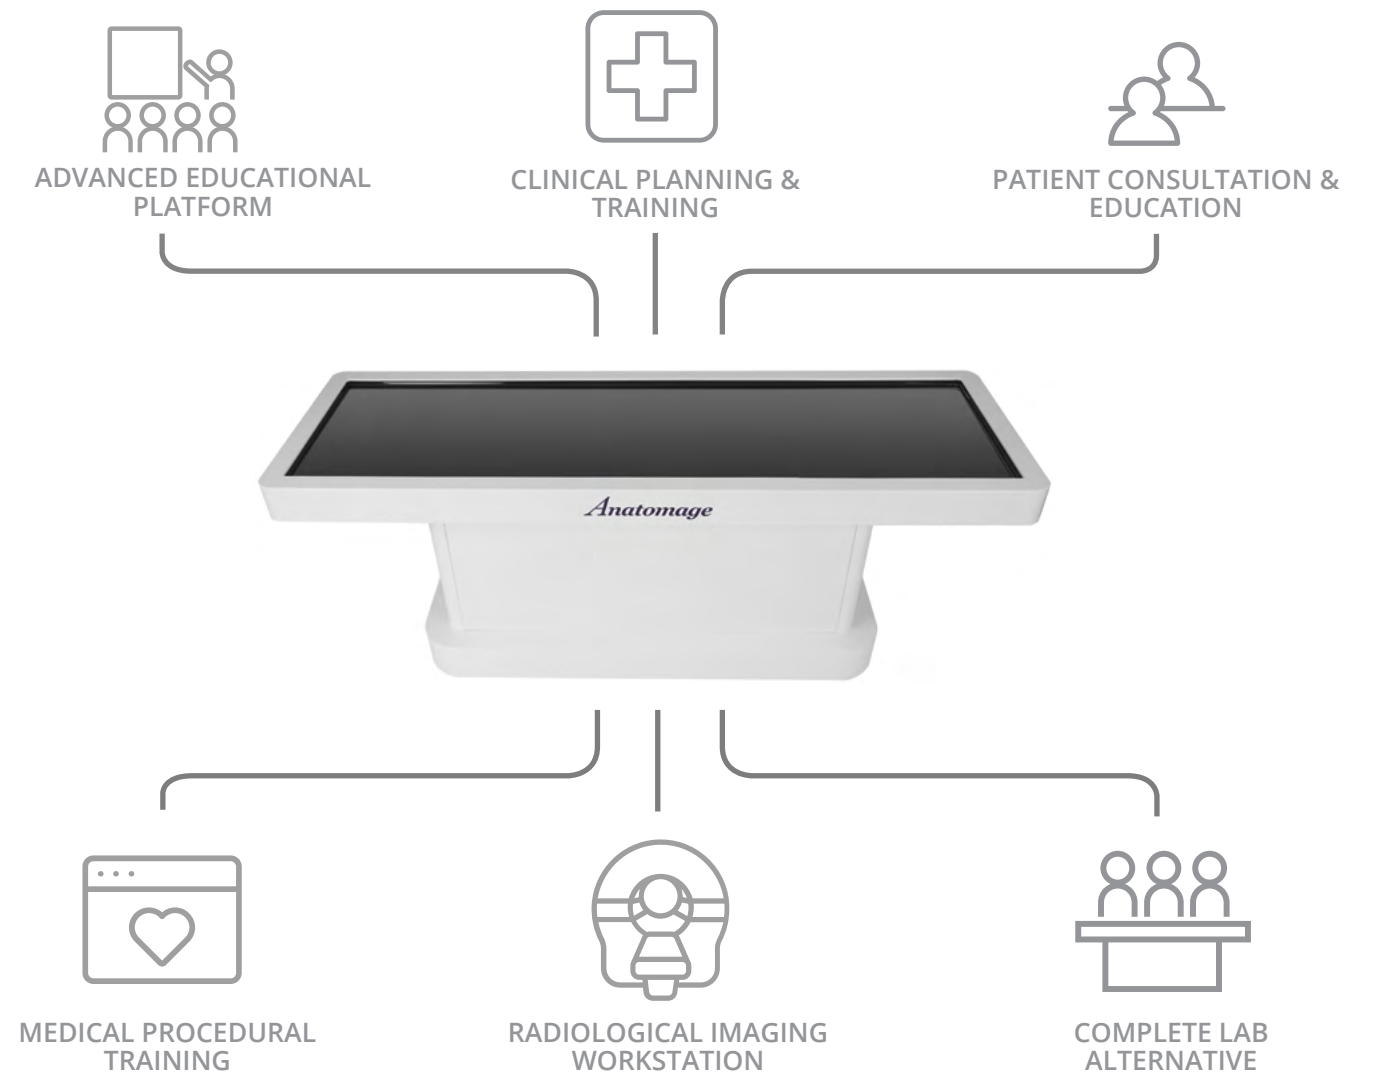 ADVANCED EDUCATIONAL
PLATFORM
CLINICAL PLANNING &
TRAINING
PATIENT CONSULTATION &
EDUCATION
Anatomage
MEDICAL PROCEDURAL
TRAINING
RADIOLOGICAL IMAGING
WORKSTATION
COMPLETE LAB
ALTERNATIVE